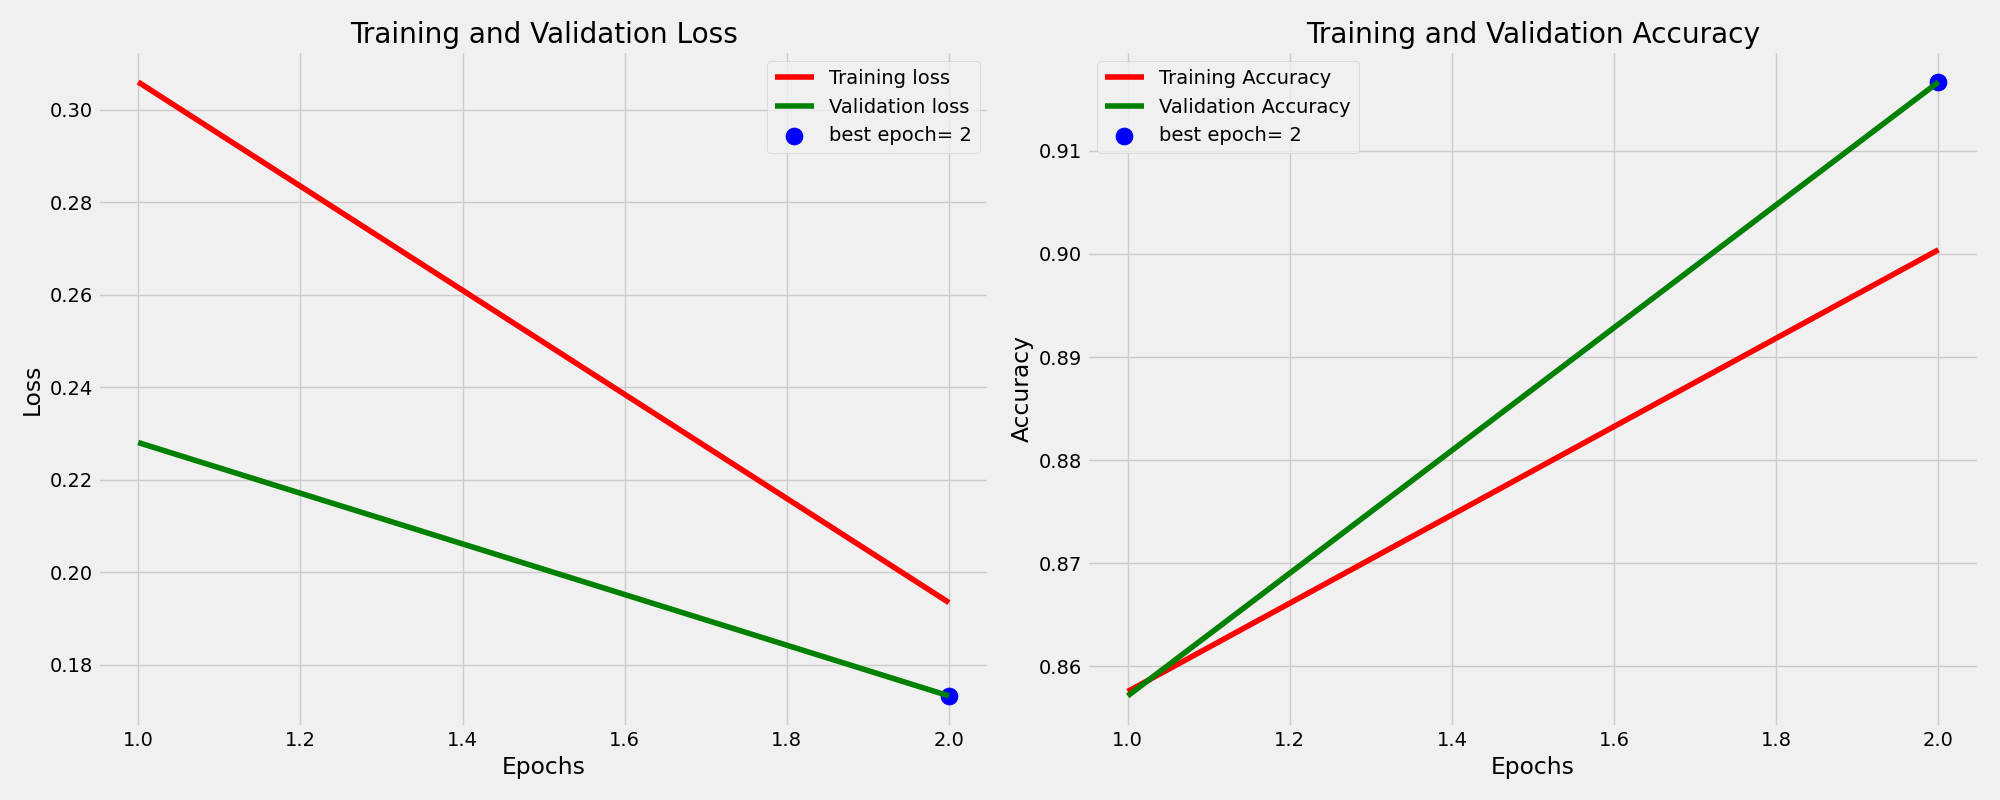 Training and Validation Loss
Training loss
Validation loss
best epoch= 2
0.30
0.28
0.26
0.24
0.22
0.20
0.18
Loss
1.0 1.2 1.4 1.6 1.8 2.0
Epochs
Training and Validation Accuracy
Training Accuracy
Validation Accuracy
best epoch= 2
0.91
0.90
0.89
0.88
0.87
0.86
Accuracy
1.0 1.2 1.4 1.6 1.8 2.0
Epochs